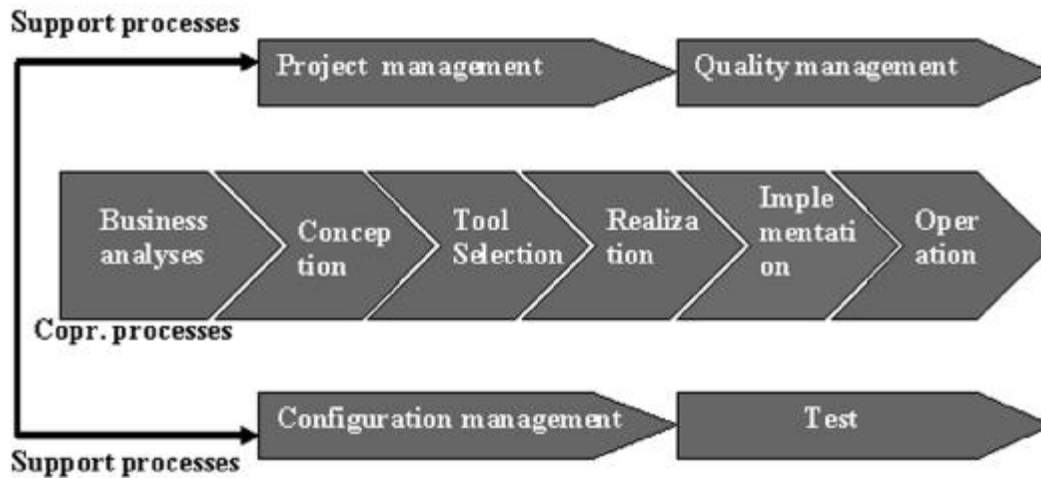 Support processes
Project management
Quality management
Business
analyses
Concep
tion
Tool
Selection
Realiza
tion
Imple
mentati
on
Oper
ation
Copr. processes
Configuration management
Test
Support processes